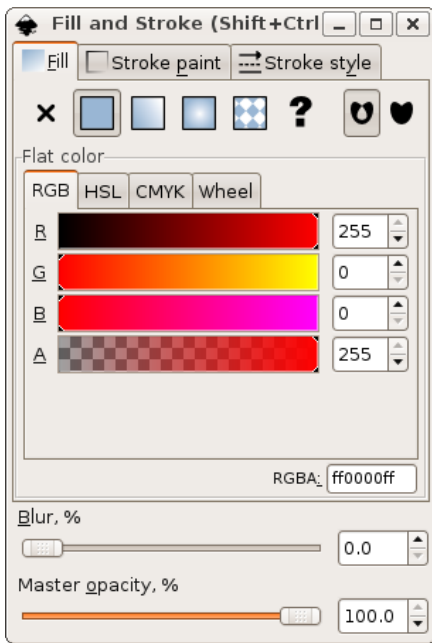 Fill and Stroke (Shift+Ctrl
Fill Stroke paint Stroke style
Flat color
RGB HSL CMYK Wheel
R 255
G 0
B 0
A 255
RGBA: ff0000ff
Blur, %
0.0
Master opacity, %
100.0